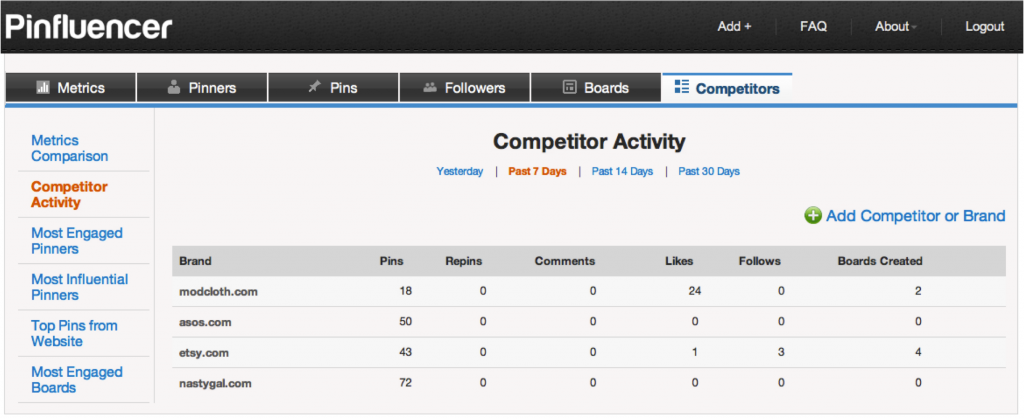 Pinfluencer Add + FAQ About Logout
Metrics Pinners Pins Followers Boards Competitors
Metrics
Comparison
Competitor
Activity
Most Engaged
Pinners
Most Influential
Pinners
Top Pins from
Website
Most Engaged
Boards
Competitor Activity
Yesterday | Past 7 Days | Past 14 Days | Past 30 Days
Add Competitor or Brand
Brand Pins Repins Comments Likes Follows Boards Created
modcloth.com 18 0 0 24 0 2
asos.com 50 0 0 0 0 0
etsy.com 43 0 0 1 3 4
nastygal.com 72 0 0 0 0 0